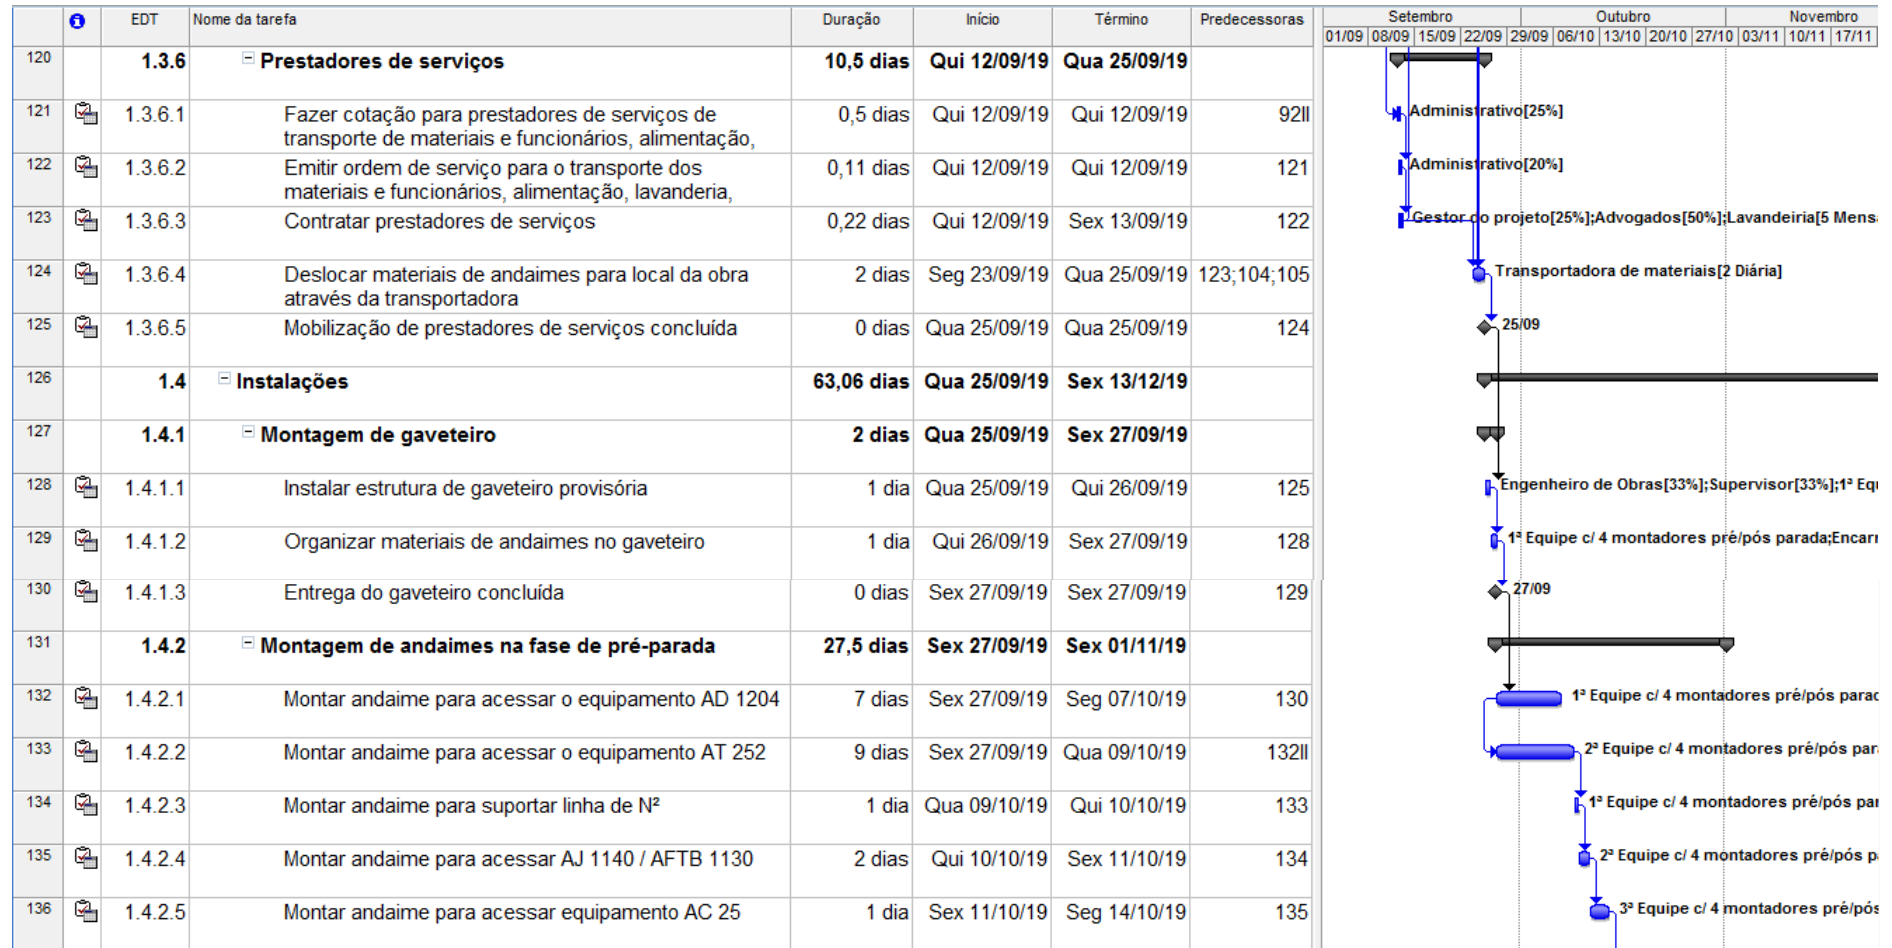 EDT Nome da tarefa Duração Início Término Predecessoras Setembro Outubro Novembro
01/09 08/09 15/09 22/09 29/09 06/10 13/10 20/10 27/10 03/11 10/11 17/11
120 1.3.6 Prestadores de serviços 10,5 dias Qui 12/09/19 Qua 25/09/19
121 1.3.6.1 Fazer cotação para prestadores de serviços de 0,5 dias Qui 12/09/19 Qui 12/09/19 92II Administrativo[25%]
transporte de materiais e funcionários, alimentação,
122 1.3.6.2 Emitir ordem de serviço para o transporte dos 0,11 dias Qui 12/09/19 Qui 12/09/19 121 Administrativo[20%]
materiais e funcionários, alimentação, lavanderia,
123 1.3.6.3 Contratar prestadores de serviços 0,22 dias Qui 12/09/19 Sex 13/09/19 122 Gestor do projeto[25%];Advogados[50%];Lavandeiria[5 Mens
124 1.3.6.4 Deslocar materiais de andaimes para local da obra 2 dias Seg 23/09/19 Qua 25/09/19 123;104;105 Transportadora de materiais[2 Diária]
através da transportadora
125 1.3.6.5 Mobilização de prestadores de serviços concluída 0 dias Qua 25/09/19 Qua 25/09/19 124 25/09
126 1.4 Instalações 63,06 dias Qua 25/09/19 Sex 13/12/19
127 1.4.1 Montagem de gaveteiro 2 dias Qua 25/09/19 Sex 27/09/19
128 1.4.1.1 Instalar estrutura de gaveteiro provisória 1 dia Qua 25/09/19 Qui 26/09/19 125 Engenheiro de Obras[33%];Supervisor[33%];1ª Equ
129 1.4.1.2 Organizar materiais de andaimes no gaveteiro 1 dia Qui 26/09/19 Sex 27/09/19 128 1ª Equipe c/ 4 montadores pré/pós parada;Encarr
130 1.4.1.3 Entrega do gaveteiro concluída 0 dias Sex 27/09/19 Sex 27/09/19 129 27/09
131 1.4.2 Montagem de andaimes na fase de pré-parada 27,5 dias Sex 27/09/19 Sex 01/11/19
132 1.4.2.1 Montar andaime para acessar o equipamento AD 1204 7 dias Sex 27/09/19 Seg 07/10/19 130 1ª Equipe c/ 4 montadores pré/pós parad
133 1.4.2.2 Montar andaime para acessar o equipamento AT 252 9 dias Sex 27/09/19 Qua 09/10/19 132II 2ª Equipe c/ 4 montadores pré/pós par
134 1.4.2.3 Montar andaime para suportar linha de N² 1 dia Qua 09/10/19 Qui 10/10/19 133 1ª Equipe c/ 4 montadores pré/pós par
135 1.4.2.4 Montar andaime para acessar AJ 1140 / AFTB 1130 2 dias Qui 10/10/19 Sex 11/10/19 134 2ª Equipe c/ 4 montadores pré/pós p
136 1.4.2.5 Montar andaime para acessar equipamento AC 25 1 dia Sex 11/10/19 Seg 14/10/19 135 3ª Equipe c/ 4 montadores pré/pós